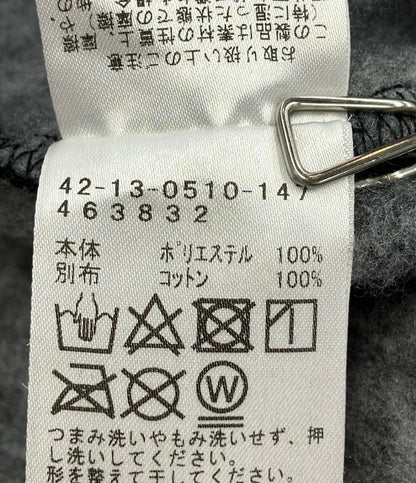 お取り扱い上のご注意
この製品は素材の性質上
42-13-0510-147
463832
本体 ポリエステル 100%
別布 コットン 100%
W
つまみ洗いやもみ洗いせず、押
し洗いしてください。
形を整えて干してください。